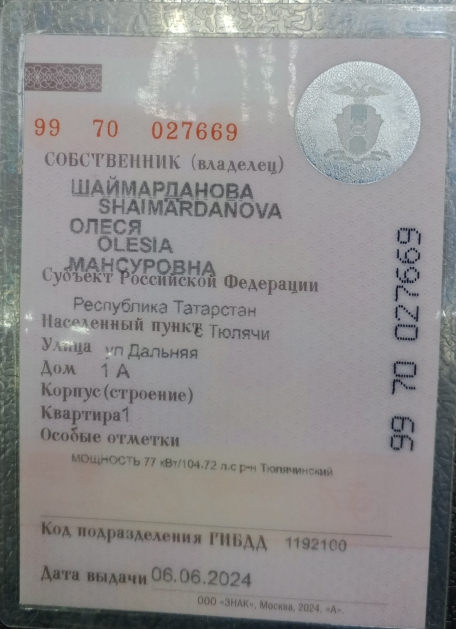 99 70 027669
СОБСТВЕННИК (владелец)
ШАЙМАРДАНОВА
SHAIMARDANOVA
ОЛЕСЯ
OLESIA
МАНСУРОВНА
Субъект Российской Федерации
Республика Татарстан
Населенный пункт с Тюлячи
Улица ул Дальняя
Дом 1 А
Корпус (строение)
Квартира 1
Особые отметки
МОЩНОСТЬ 77 кВт/104.72 л.с р-н Тюлячинский
Код подразделения ГИБДД 1192100
Дата выдачи 06.06.2024
ООО «ЗНАК», Москва, 2024, «А».
99 70 027669